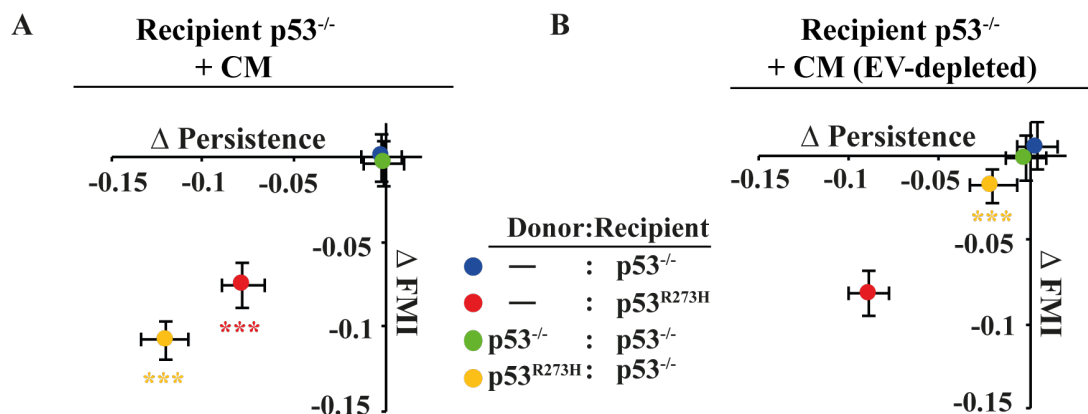 A
Recipient p53-/-
+ CM
Δ Persistence
-0.15
-0.1
-0.05
-0.05
-0.1
-0.15
Δ FMI
***
***
Donor:Recipient
— : p53-/-
— : p53R273H
p53-/- : p53-/-
p53R273H : p53-/-
B
Recipient p53-/-
+ CM (EV-depleted)
Δ Persistence
-0.15
-0.1
-0.05
***
-0.05
-0.1
-0.15
Δ FMI